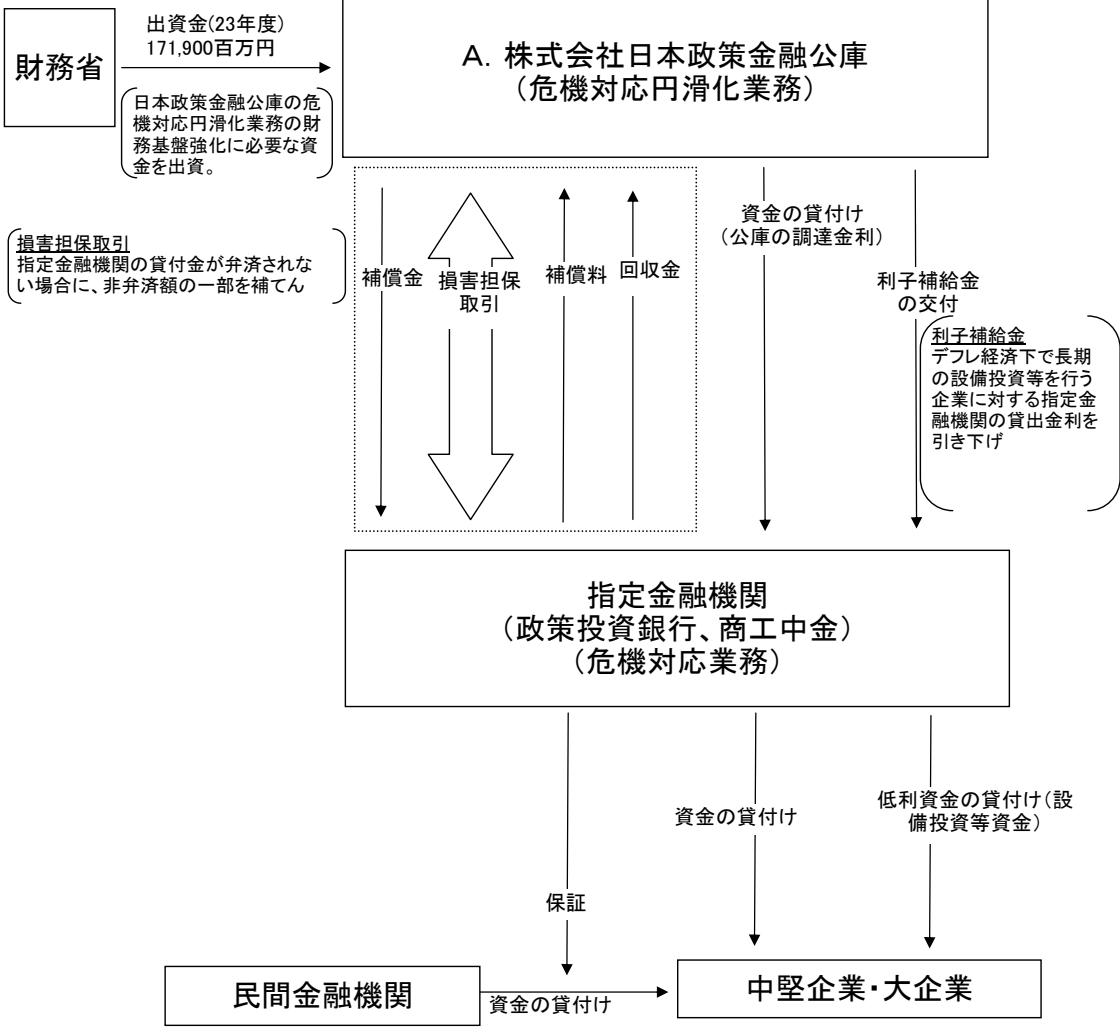 出資金(23年度)
171,900百万円
財務省
A. 株式会社日本政策金融公庫
(危機対応円滑化業務)
日本政策金融公庫の危
機対応円滑化業務の財
務基盤強化に必要な資
金を出資。
損害担保取引
指定金融機関の貸付金が弁済されな
い場合に、非弁済額の一部を補てん
補償金
損害担保
取引
補償料
回収金
資金の貸付け
(公庫の調達金利)
利子補給金
の交付
利子補給金
デフレ経済下で長期
の設備投資等を行う
企業に対する指定金
融機関の貸出金利を
引き下げ
指定金融機関
(政策投資銀行、商工中金)
(危機対応業務)
資金の貸付け
低利資金の貸付け(設
備投資等資金)
保証
民間金融機関
資金の貸付け
中堅企業・大企業